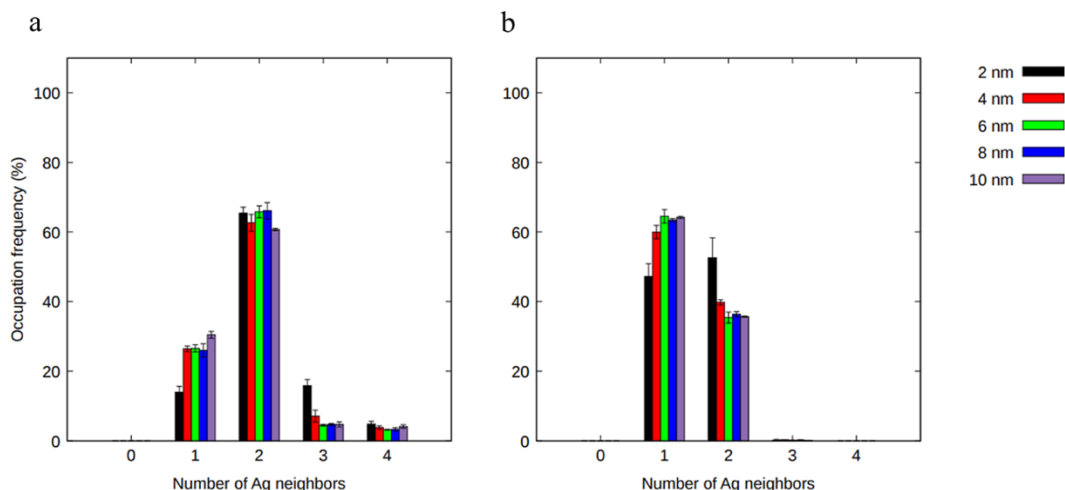 a b
100 100 2 nm
4 nm
80 80 6 nm
8 nm
60 60 10 nm
Occupation frequency (%)
40 40
20 20
0 0
0 1 2 3 4 0 1 2 3 4
Number of Ag neighbors Number of Ag neighbors